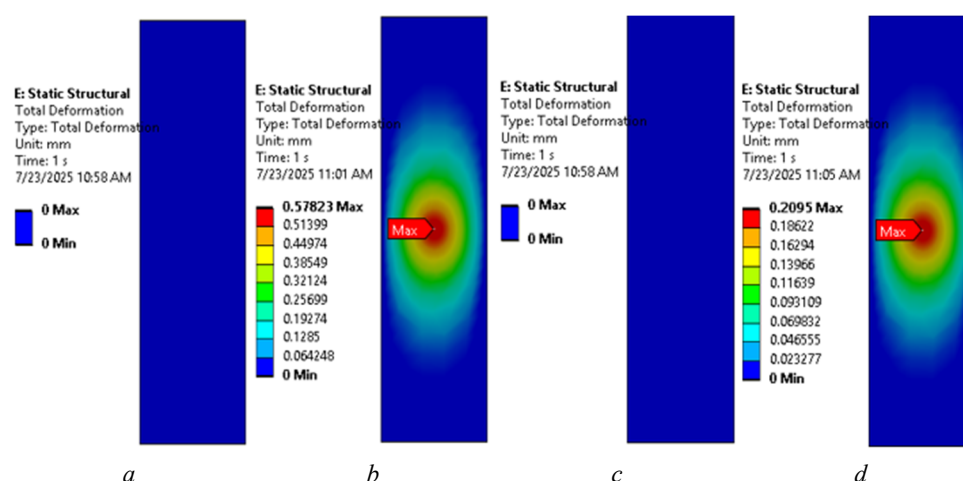 E: Static Structural
Total Deformation
Type: Total Deformation
Unit: mm
Time: 1 s
7/23/2025 10:58 AM
0 Max
0 Min
a
E: Static Structural
Total Deformation
Type: Total Deformation
Unit: mm
Time: 1 s
7/23/2025 11:01 AM
0.57823 Max
0.51399
0.44974
0.38549
0.32124
0.25699
0.19274
0.1285
0.064248
0 Min
Max
b
E: Static Structural
Total Deformation
Type: Total Deformation
Unit: mm
Time: 1 s
7/23/2025 10:58 AM
0 Max
0 Min
c
E: Static Structural
Total Deformation
Type: Total Deformation
Unit: mm
Time: 1 s
7/23/2025 11:05 AM
0.2095 Max
0.18622
0.16294
0.13966
0.11639
0.093109
0.069832
0.046555
0.023277
0 Min
Max
d